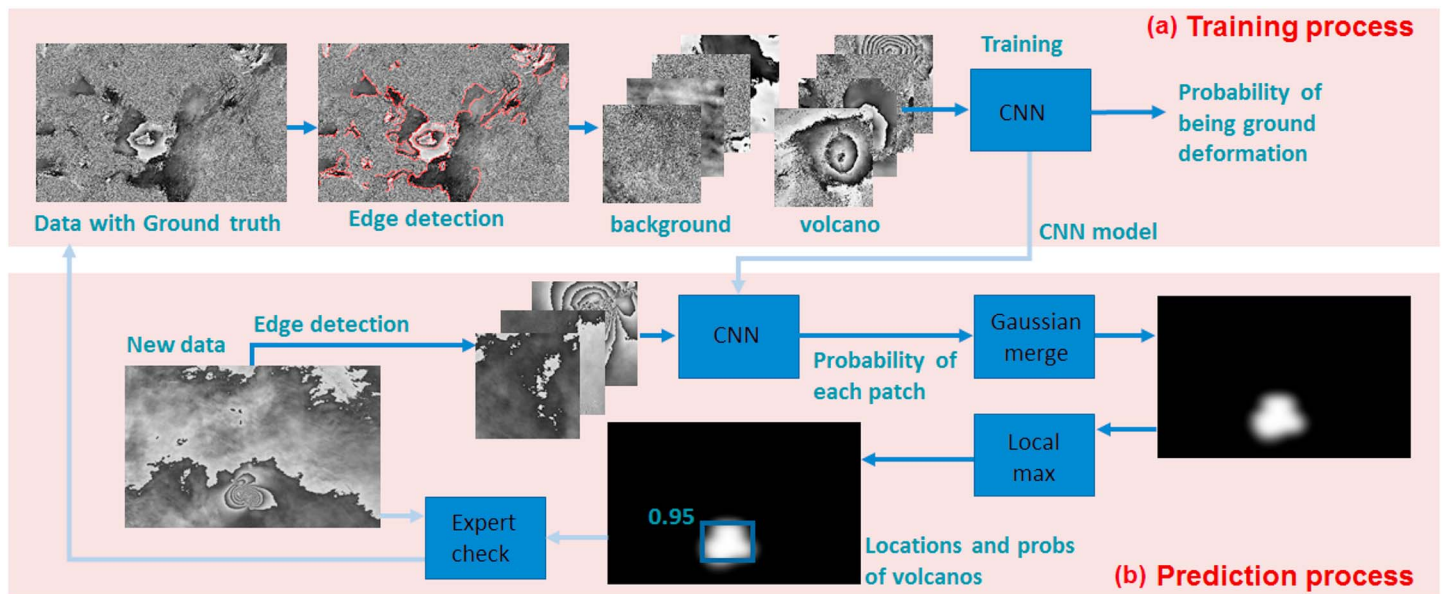 (a) Training process
Training
CNN
Probability of
being ground
deformation
Data with Ground truth
Edge detection
background
volcano
CNN model
New data
Edge detection
CNN
Probability of
each patch
Gaussian
merge
Local
max
0.95
Expert
check
Locations and probs
of volcanos
(b) Prediction process